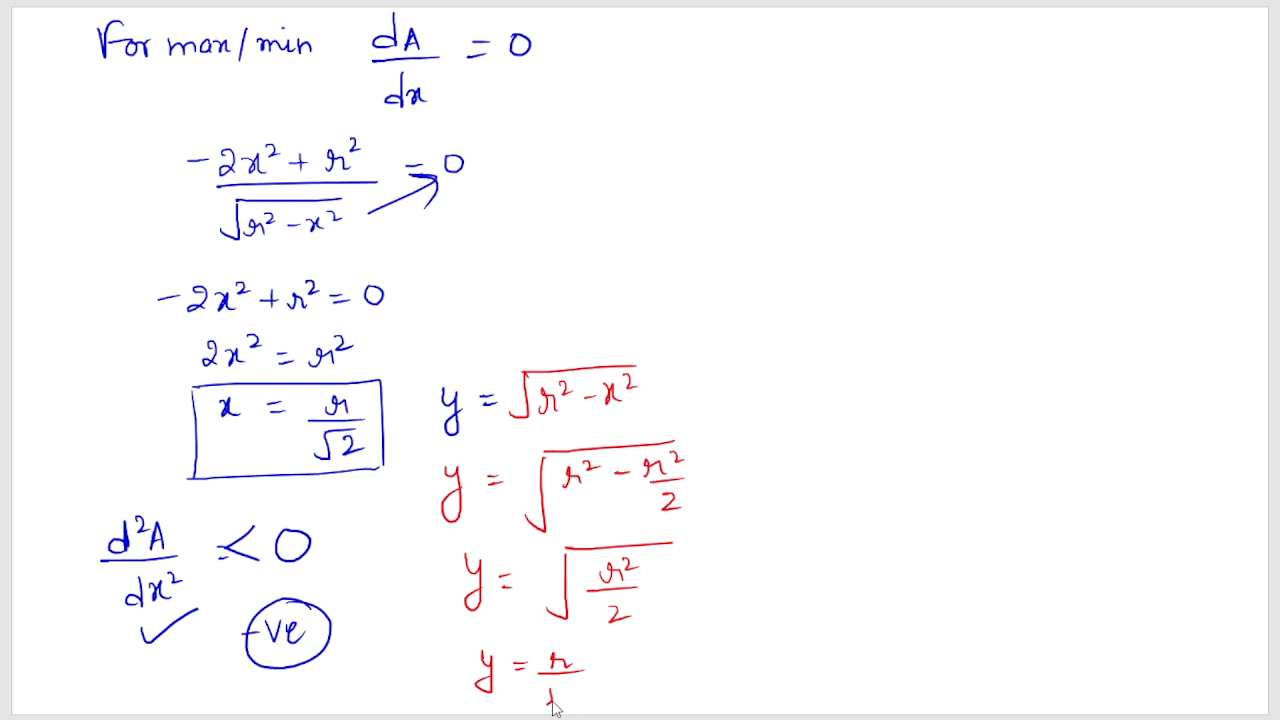 For max/min dA/dx = 0
-2x² + r² / √r² - x² = 0
-2x² + r² = 0
2x² = r²
x = r/√2
d²A/dx² < 0
-ve
y = √r² - x²
y = √r² - r²/2
y = √r²/2
y = r/